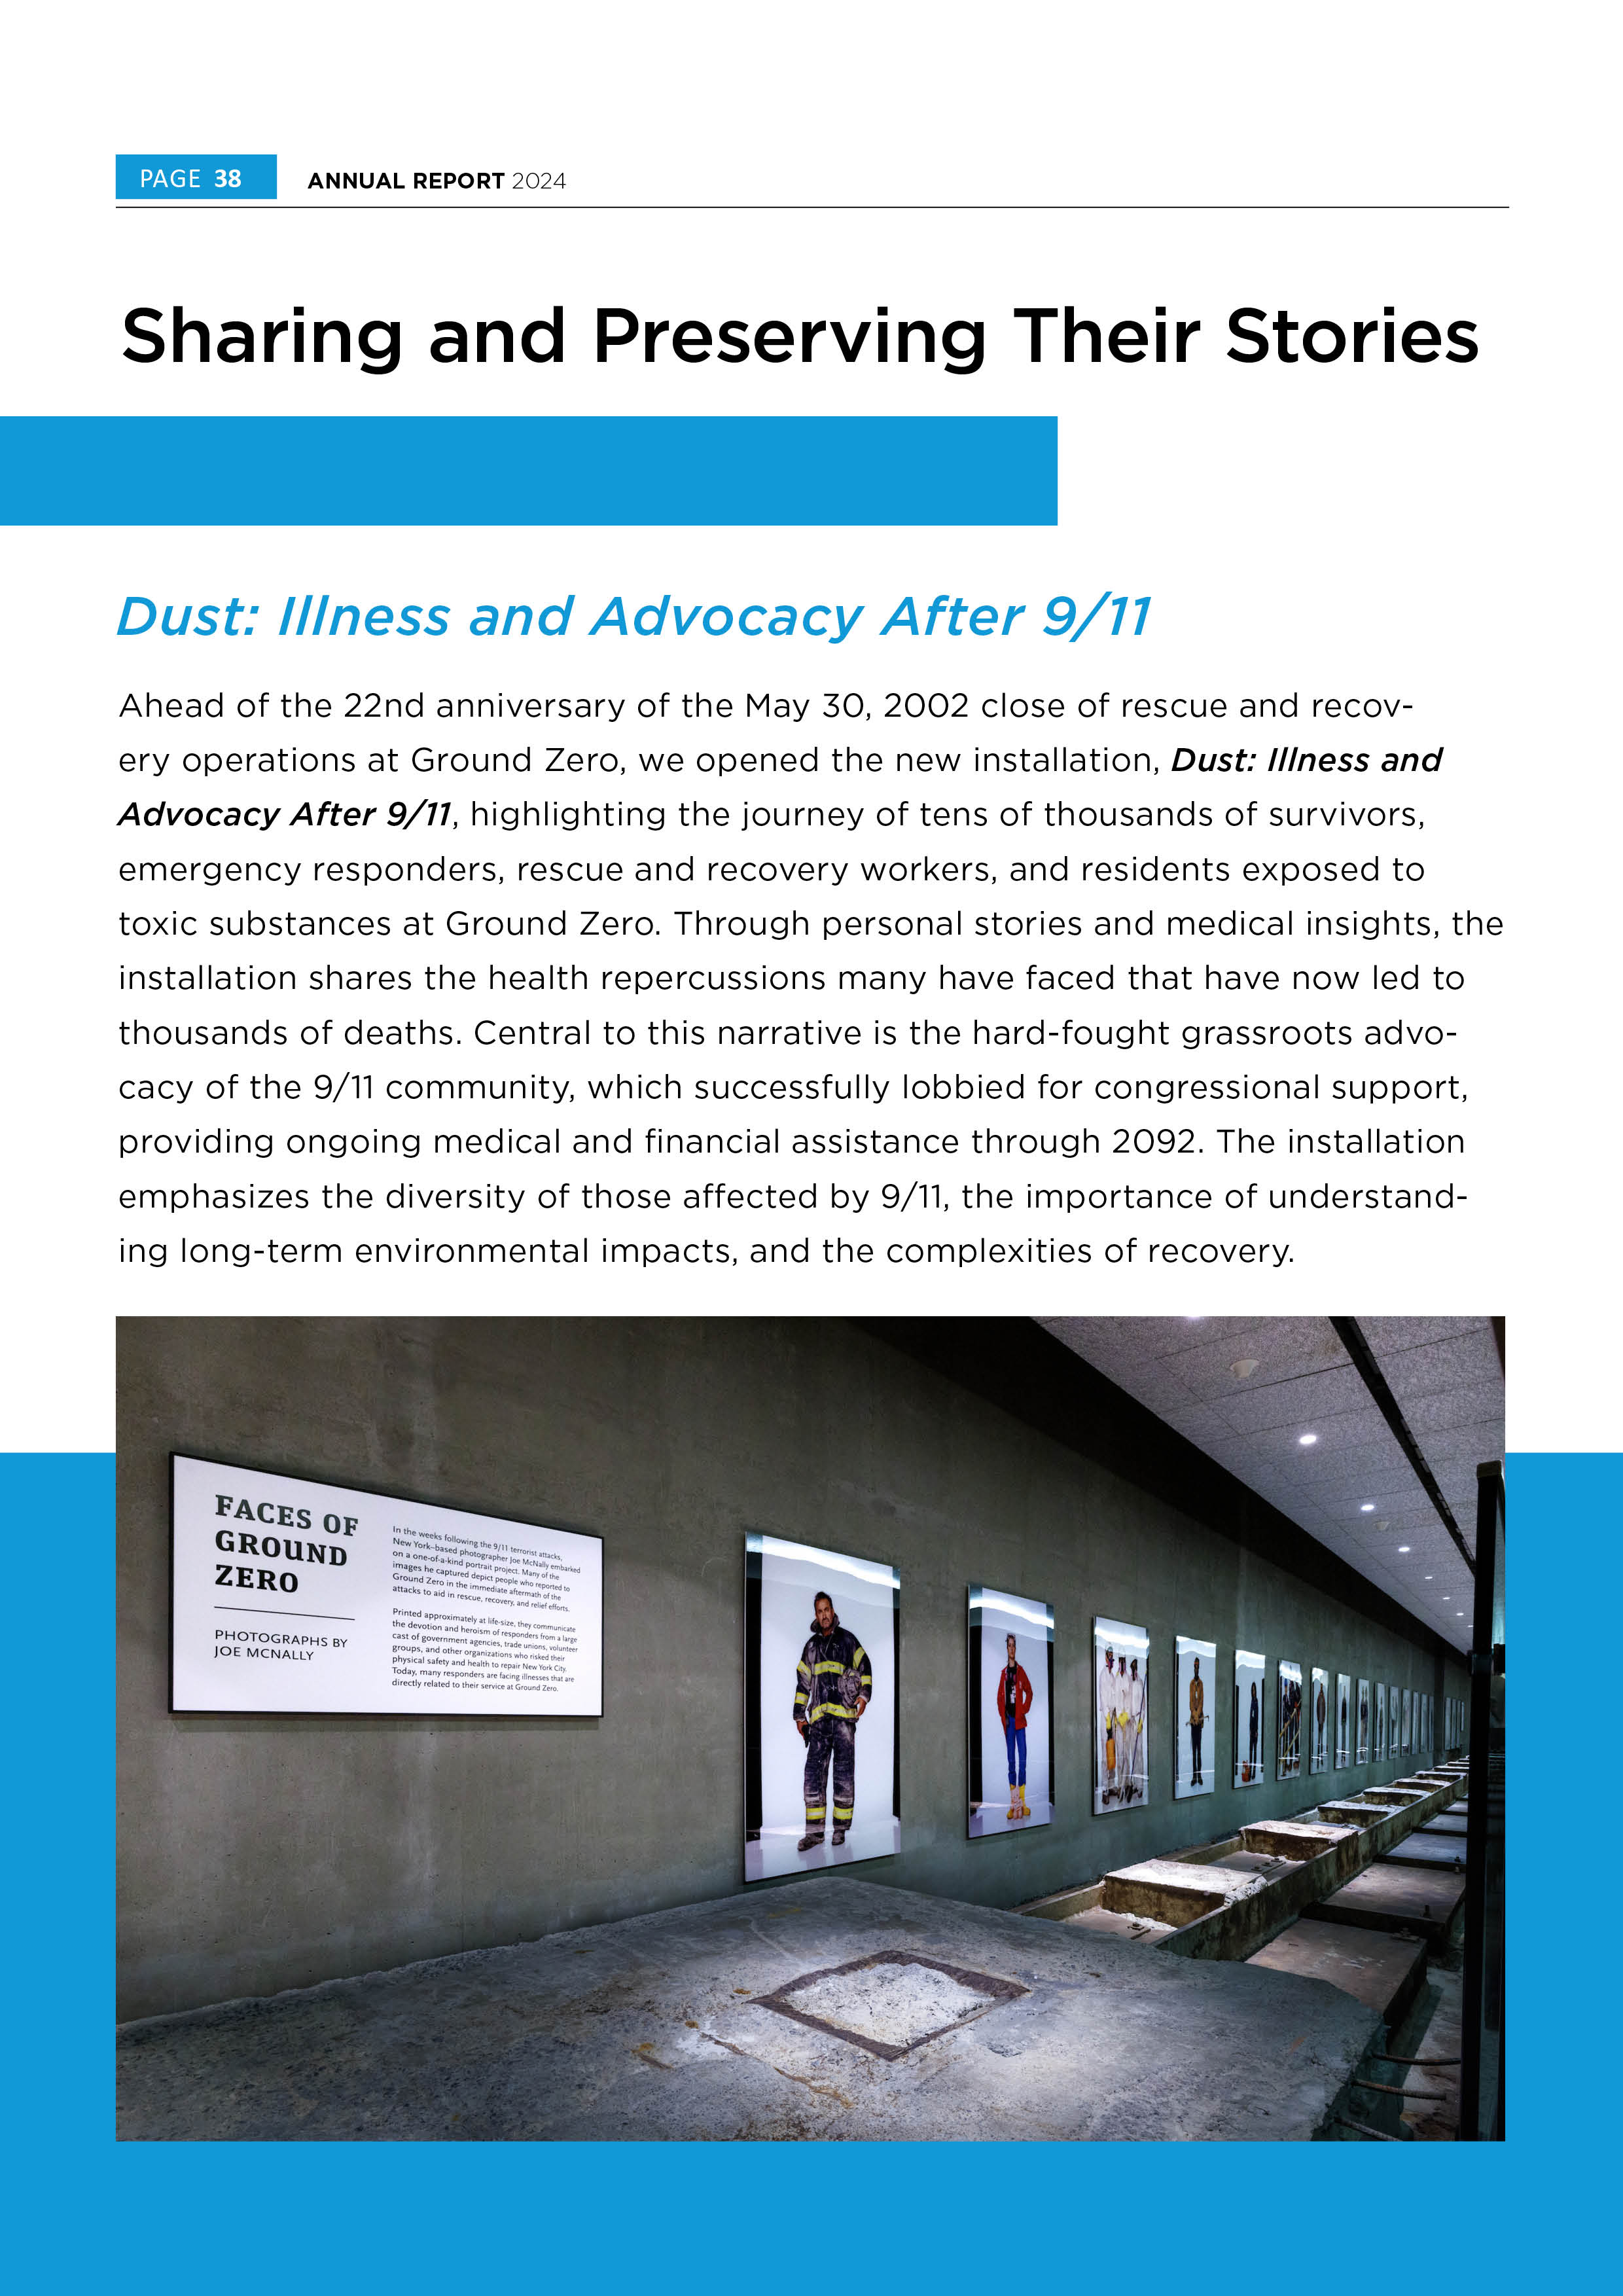 PAGE 38
ANNUAL REPORT 2024
Sharing and Preserving Their Stories
Dust: Illness and Advocacy After 9/11
Ahead of the 22nd anniversary of the May 30, 2002 close of rescue and recov-
ery operations at Ground Zero, we opened the new installation, Dust: Illness and
Advocacy After 9/11, highlighting the journey of tens of thousands of survivors,
emergency responders, rescue and recovery workers, and residents exposed to
toxic substances at Ground Zero. Through personal stories and medical insights, the
installation shares the health repercussions many have faced that have now led to
thousands of deaths. Central to this narrative is the hard-fought grassroots advo-
cacy of the 9/11 community, which successfully lobbied for congressional support,
providing ongoing medical and financial assistance through 2092. The installation
emphasizes the diversity of those affected by 9/11, the importance of understand-
ing long-term environmental impacts, and the complexities of recovery.
FACES OF
GROUND
ZERO
PHOTOGRAPHS BY
JOE MCNALLY
In the weeks following the 9/11 terrorist attacks,
New York–based photographer Joe McNally embarked
on a one-of-a-kind portrait project. Many of the
images he captured depict people who reported to
Ground Zero in the immediate aftermath of the
attacks to aid in rescue, recovery, and relief efforts.
Printed approximately at life-size, they communicate
the devotion and heroism of responders from a large
cast of government agencies, trade unions, volunteer
groups, and other organizations who risked their
physical safety and health to repair New York City.
Today, many responders are facing illnesses that are
directly related to their service at Ground Zero.